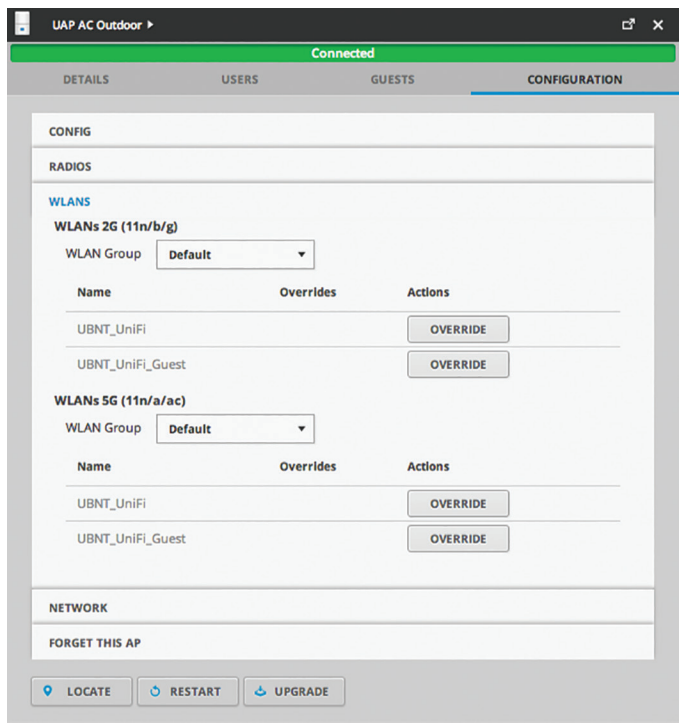 UAP AC Outdoor
Connected
DETAILS USERS GUESTS CONFIGURATION
CONFIG
RADIOS
WLANS
WLANs 2G (11n/b/g)
WLAN Group Default
Name Overrides Actions
UBNT_UniFi OVERRIDE
UBNT_UniFi_Guest OVERRIDE
WLANs 5G (11n/a/ac)
WLAN Group Default
Name Overrides Actions
UBNT_UniFi OVERRIDE
UBNT_UniFi_Guest OVERRIDE
NETWORK
FORGET THIS AP
LOCATE RESTART UPGRADE